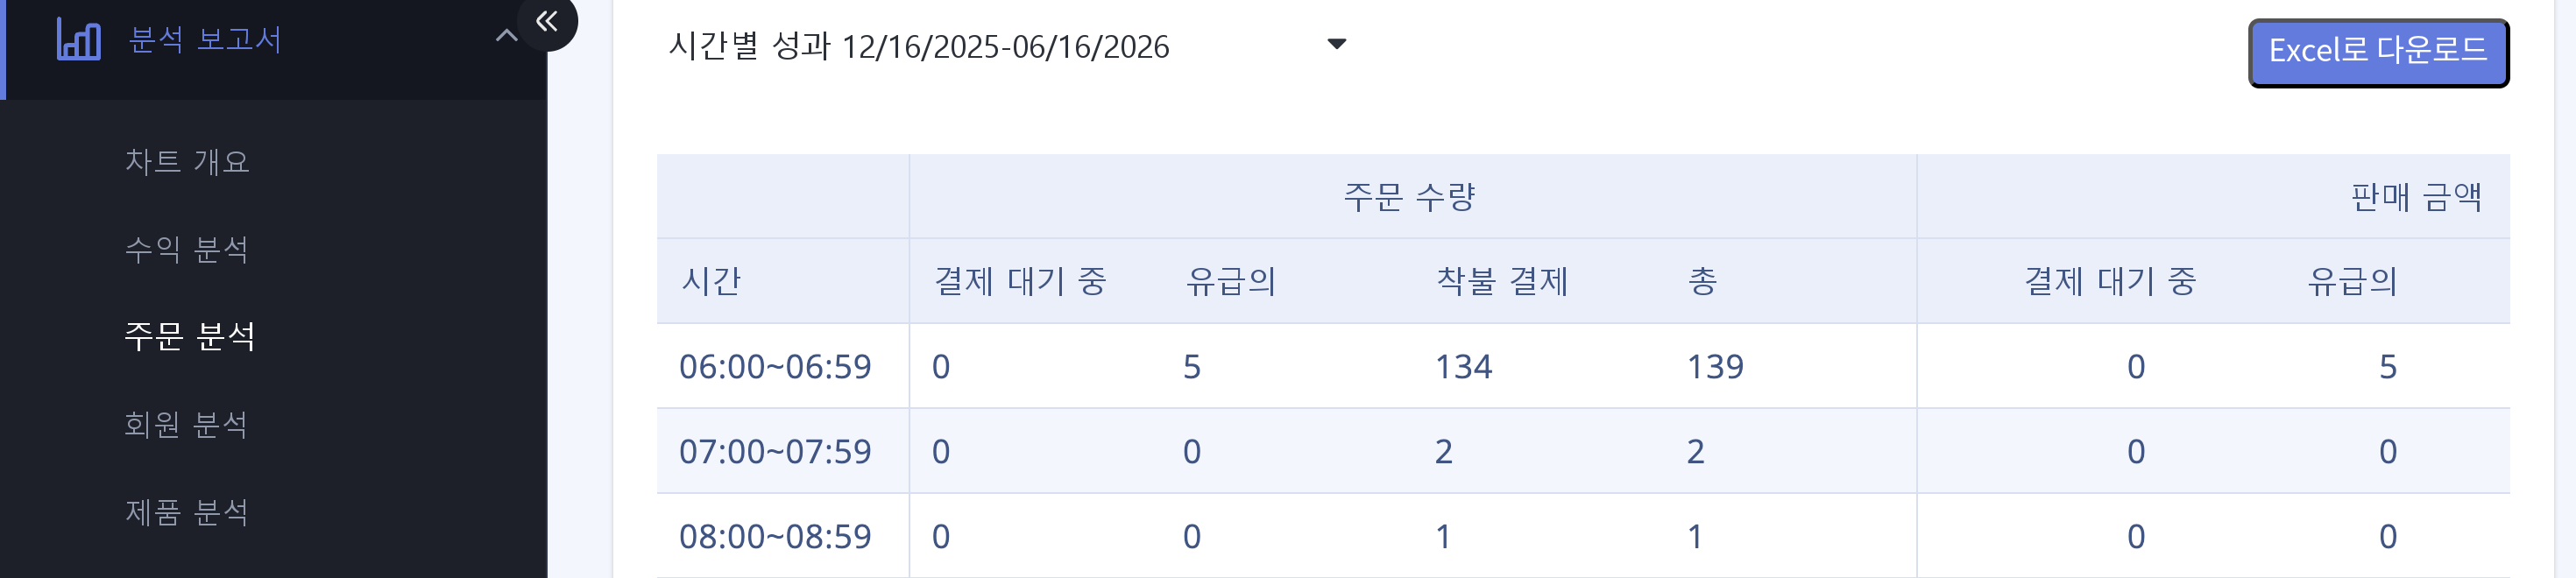 분석 보고서
차트 개요
수익 분석
주문 분석
회원 분석
제품 분석
시간별 성과 12/16/2025-06/16/2026
Excel로 다운로드
주문 수량 판매 금액
시간 결제 대기 중 유급의 착불 결제 총 결제 대기 중 유급의
06:00~06:59 0 5 134 139 0 5
07:00~07:59 0 0 2 2 0 0
08:00~08:59 0 0 1 1 0 0